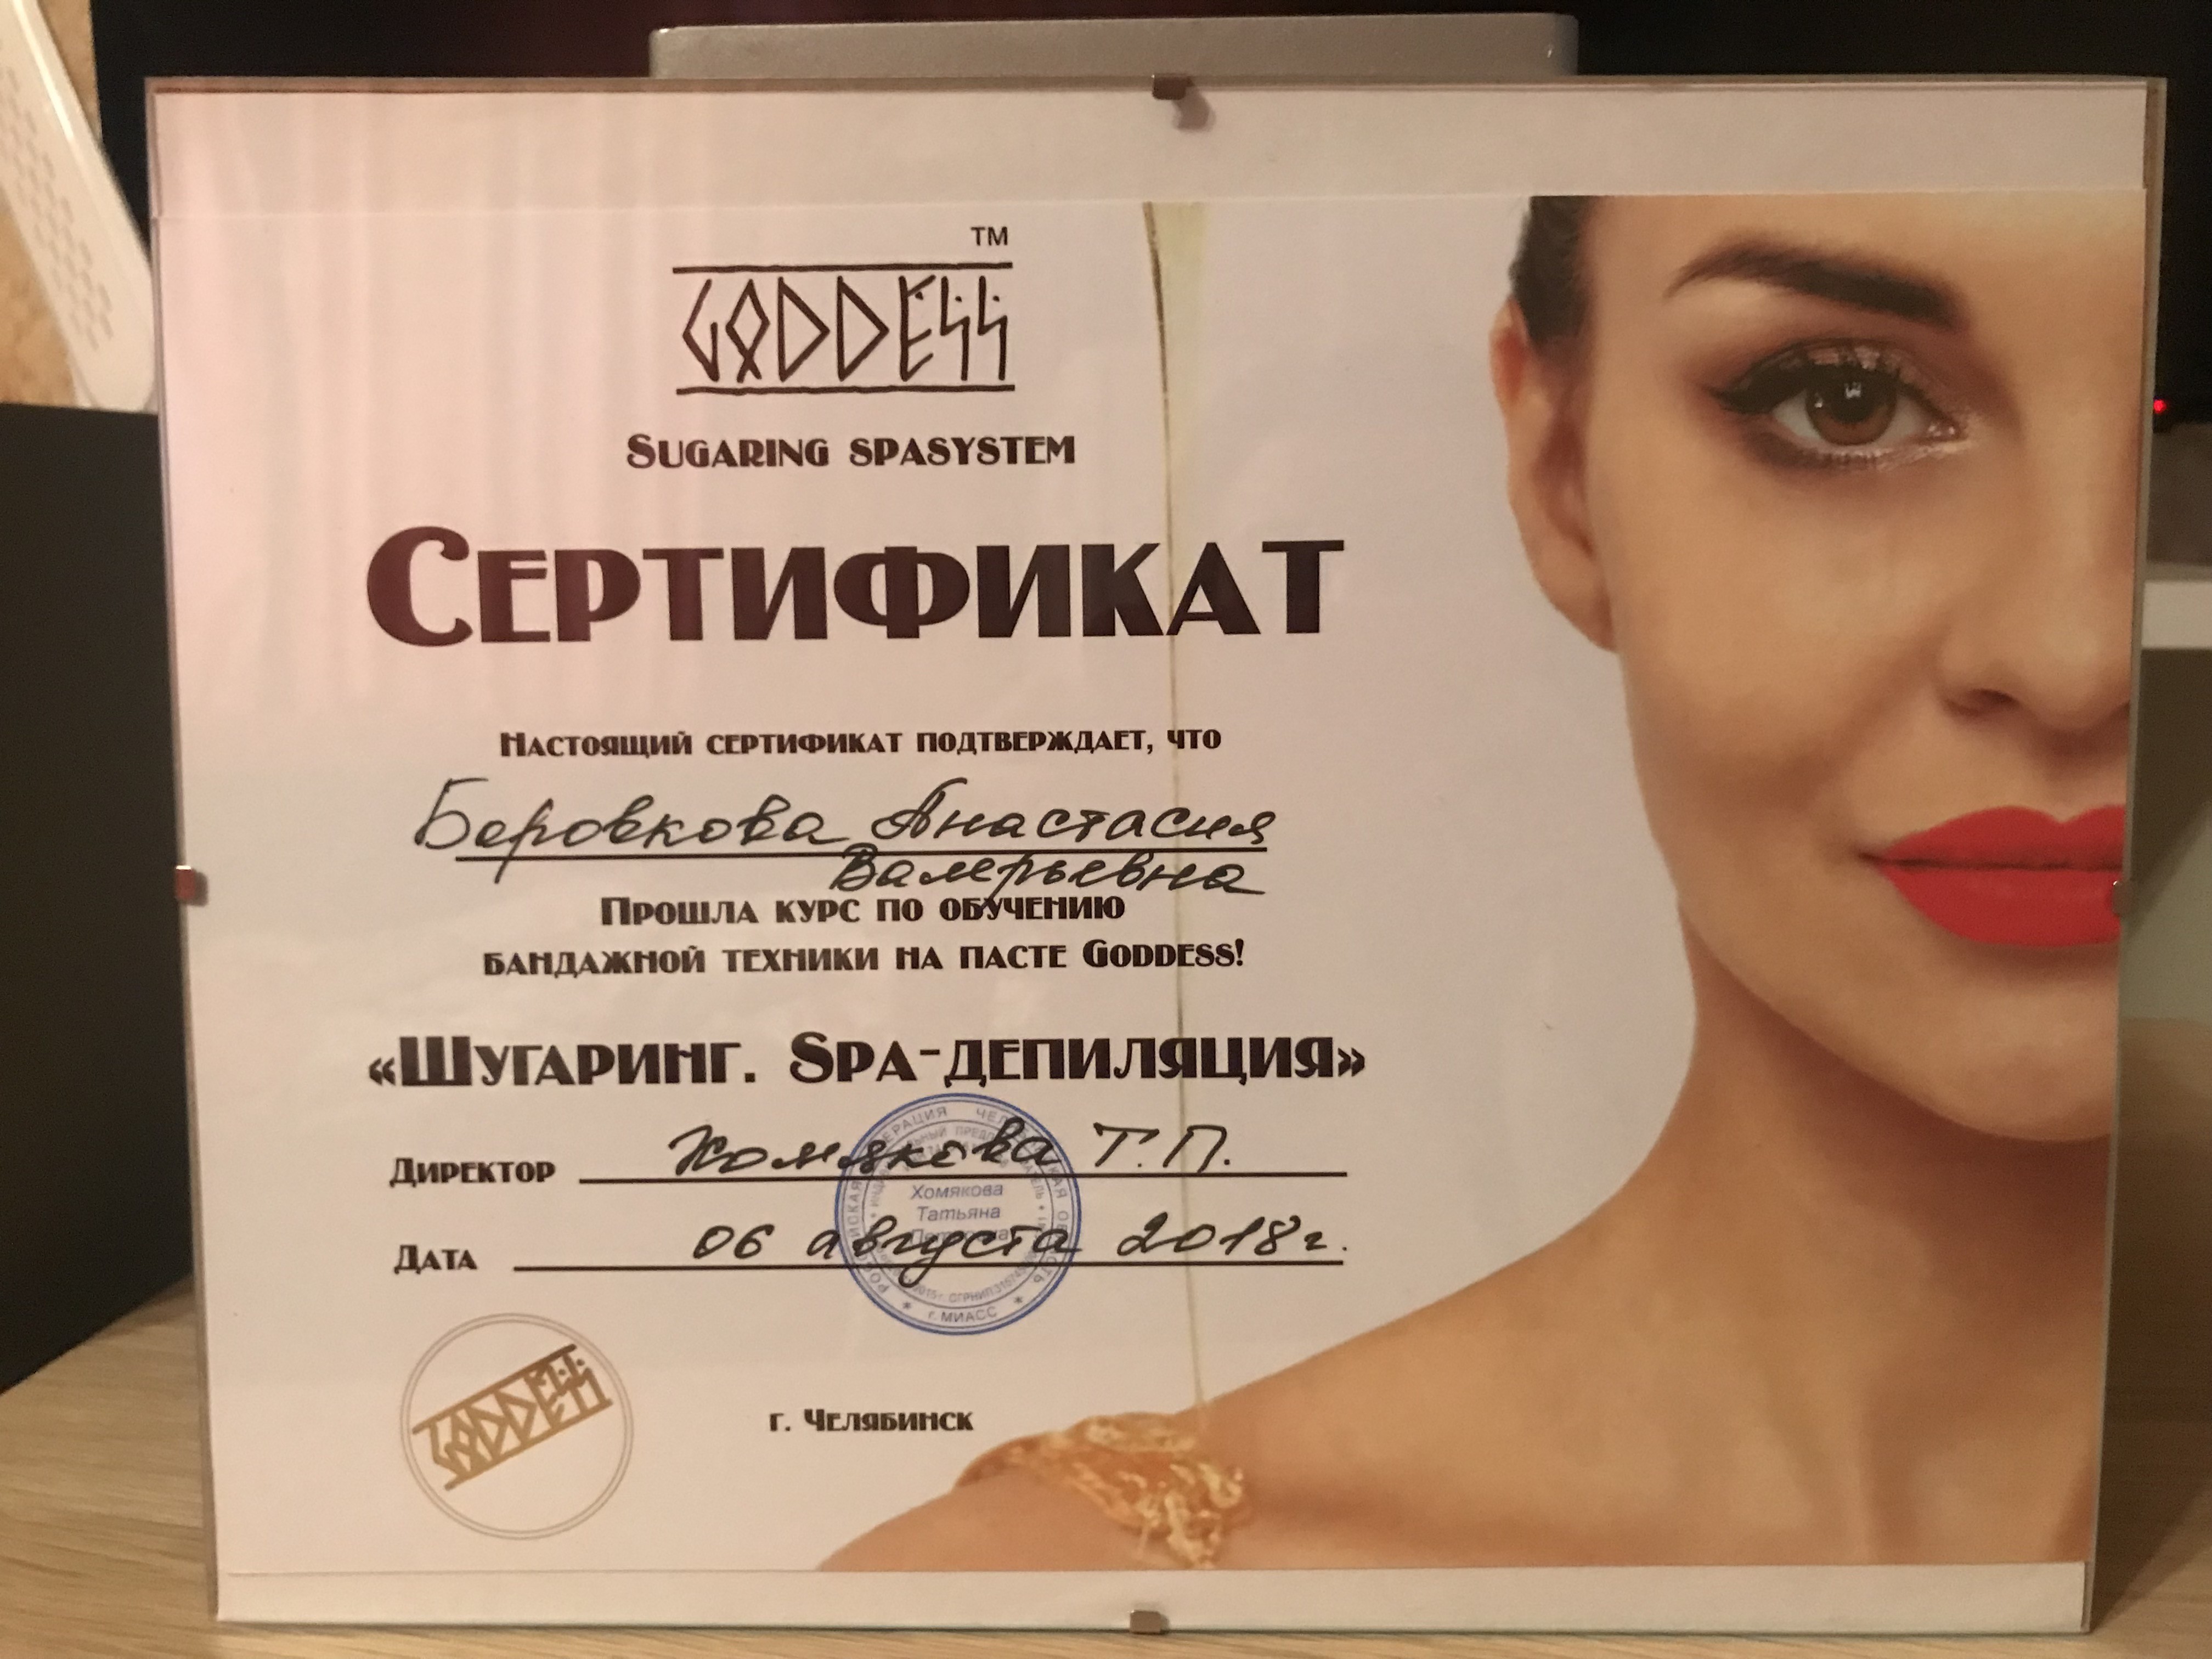 TM
GODDESS
SUGARING SPASYSTEM
СЕРТИФИКАТ
НАСТОЯЩИЙ СЕРТИФИКАТ ПОДТВЕРЖДАЕТ, ЧТО
Боровкова Анастасия
Валерьевна
ПРОШЛА КУРС ПО ОБУЧЕНИЮ
БАНДАЖНОЙ ТЕХНИКИ НА ПАСТЕ GODDESS!
«ШУГАРИНГ. SPA-ДЕПИЛЯЦИЯ»
ДИРЕКТОР Хомякова Т.П.
Хомякова
Татьяна
ДАТА 06 августа 2018г.
г. МИАСС
GODDESS
г. ЧЕЛЯБИНСК